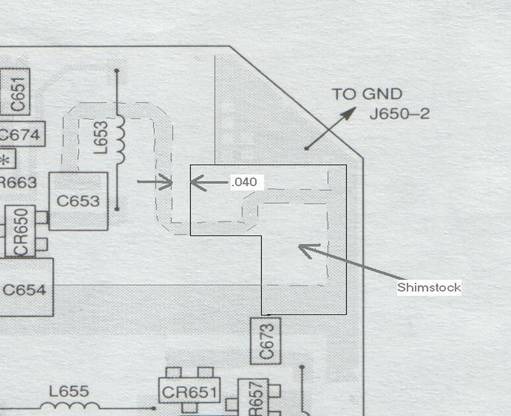 C651
TO GND
J650–2
C674
L653
*
R663
.040
C653
CR650
C654
Shimstock
C673
L655
CR651
R657